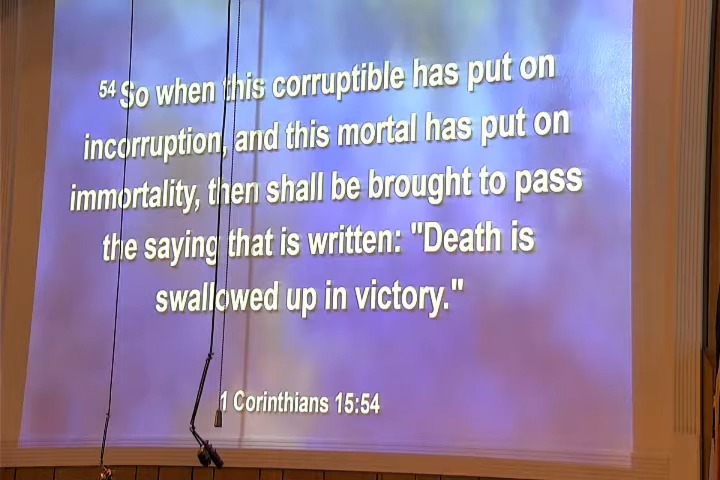 54 So when this corruptible has put on
incorruption, and this mortal has put on
immortality, then shall be brought to pass
the saying that is written: "Death is
swallowed up in victory."
1 Corinthians 15:54